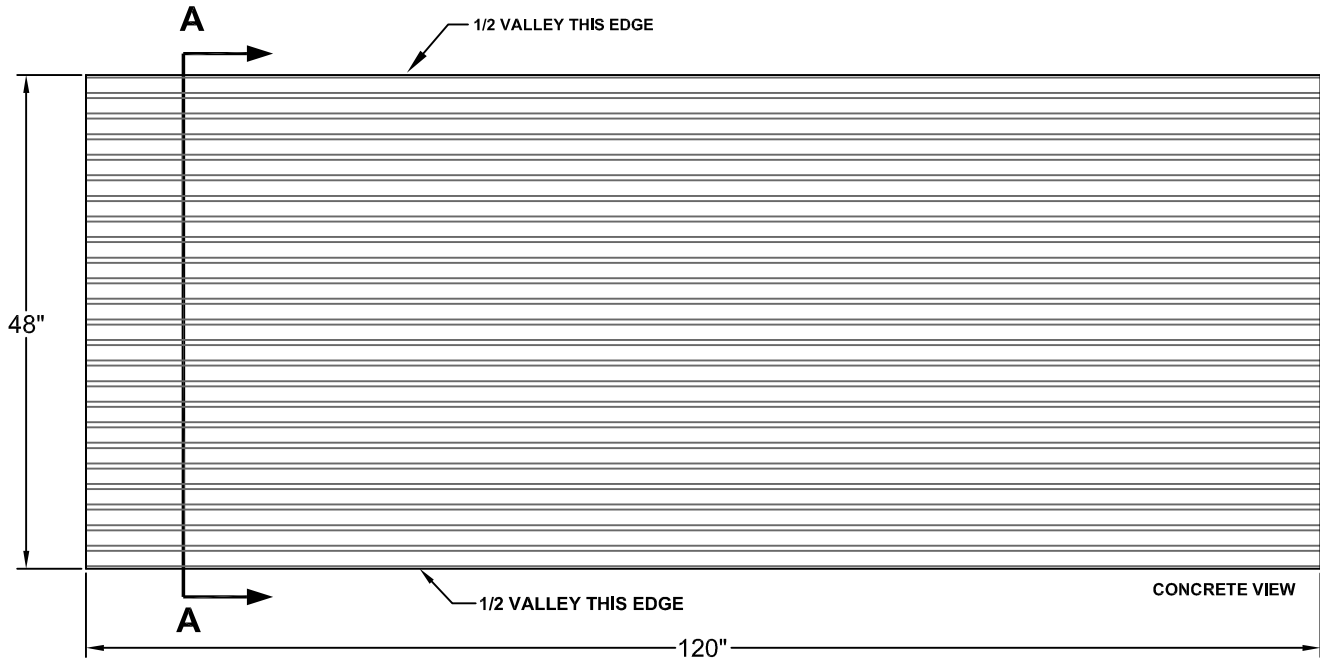 A
1/2 VALLEY THIS EDGE
48"
A
1/2 VALLEY THIS EDGE
CONCRETE VIEW
120"